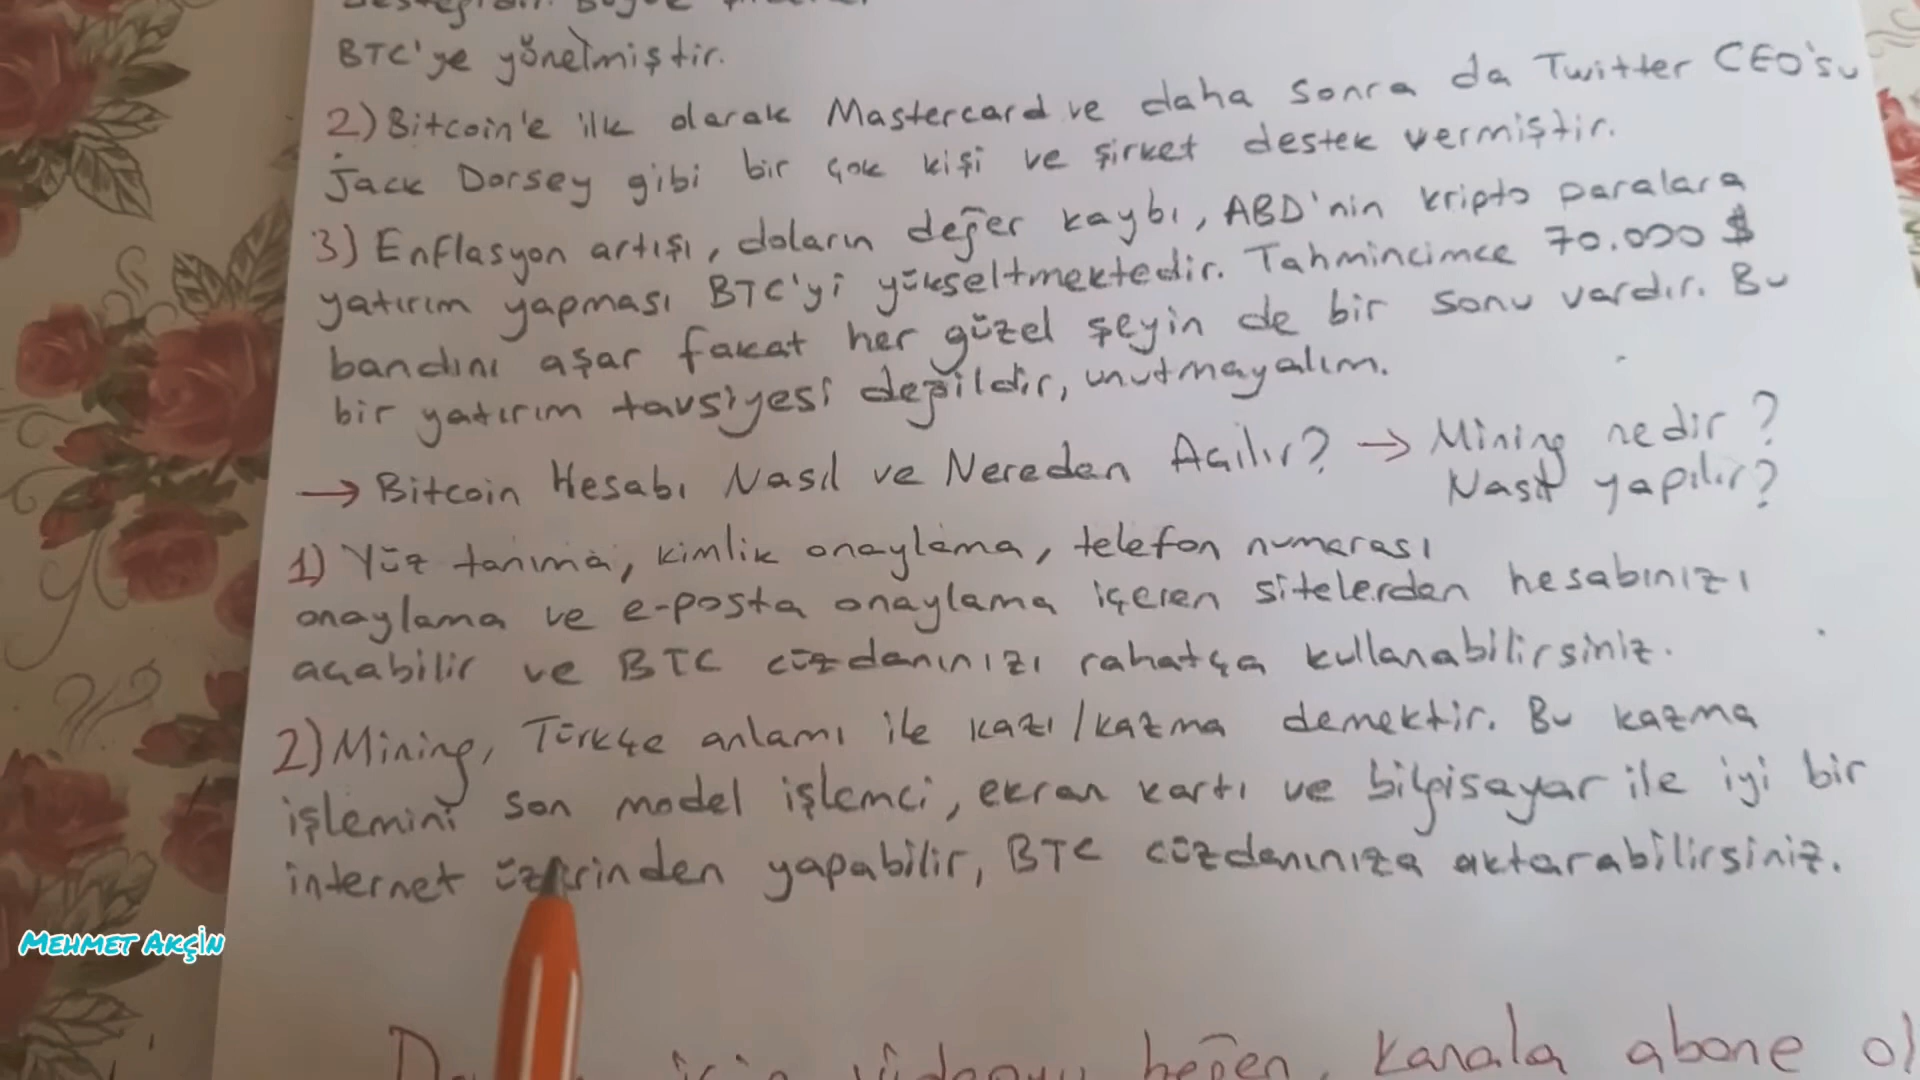 BTC'ye yönelmiştir.
2) Bitcoin'e ilk olarak Mastercard ve daha sonra da Twitter CEO'su
Jack Dorsey gibi bir çok kişi ve şirket destek vermiştir.
3) Enflasyon artışı, doların değer kaybı, ABD'nin kripto paralara
yatırım yapması BTC'yi yükseltmektedir. Tahmincimce 70.000 $
bandını aşar fakat her güzel şeyin de bir sonu vardır. Bu
bir yatırım tavsiyesi değildir, unutmayalım.
→ Bitcoin Hesabı Nasıl ve Nereden Açılır? → Mining nedir?
Nasıl yapılır?
1) Yüz tanıma, kimlik onaylama, telefon numarası
onaylama ve e-posta onaylama içeren sitelerden hesabınızı
açabilir ve BTC cüzdanınızı rahatça kullanabilirsiniz.
2) Mining, Türkçe anlamı ile kazı/kazma demektir. Bu kazma
işlemini son model işlemci, ekran kartı ve bilgisayar ile iyi bir
internet üzerinden yapabilir, BTC cüzdanınıza aktarabilirsiniz.
MEHMET AKÇİN
için videoyu beğen, kanala abone ol